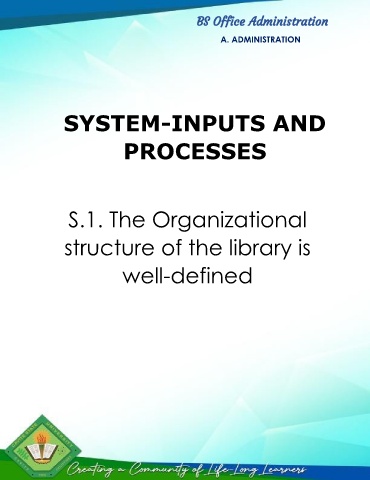 BS Office Administration
A. ADMINISTRATION
SYSTEM-INPUTS AND
PROCESSES
S.1. The Organizational
structure of the library is
well-defined
Creating a Community of Life-Long Learners